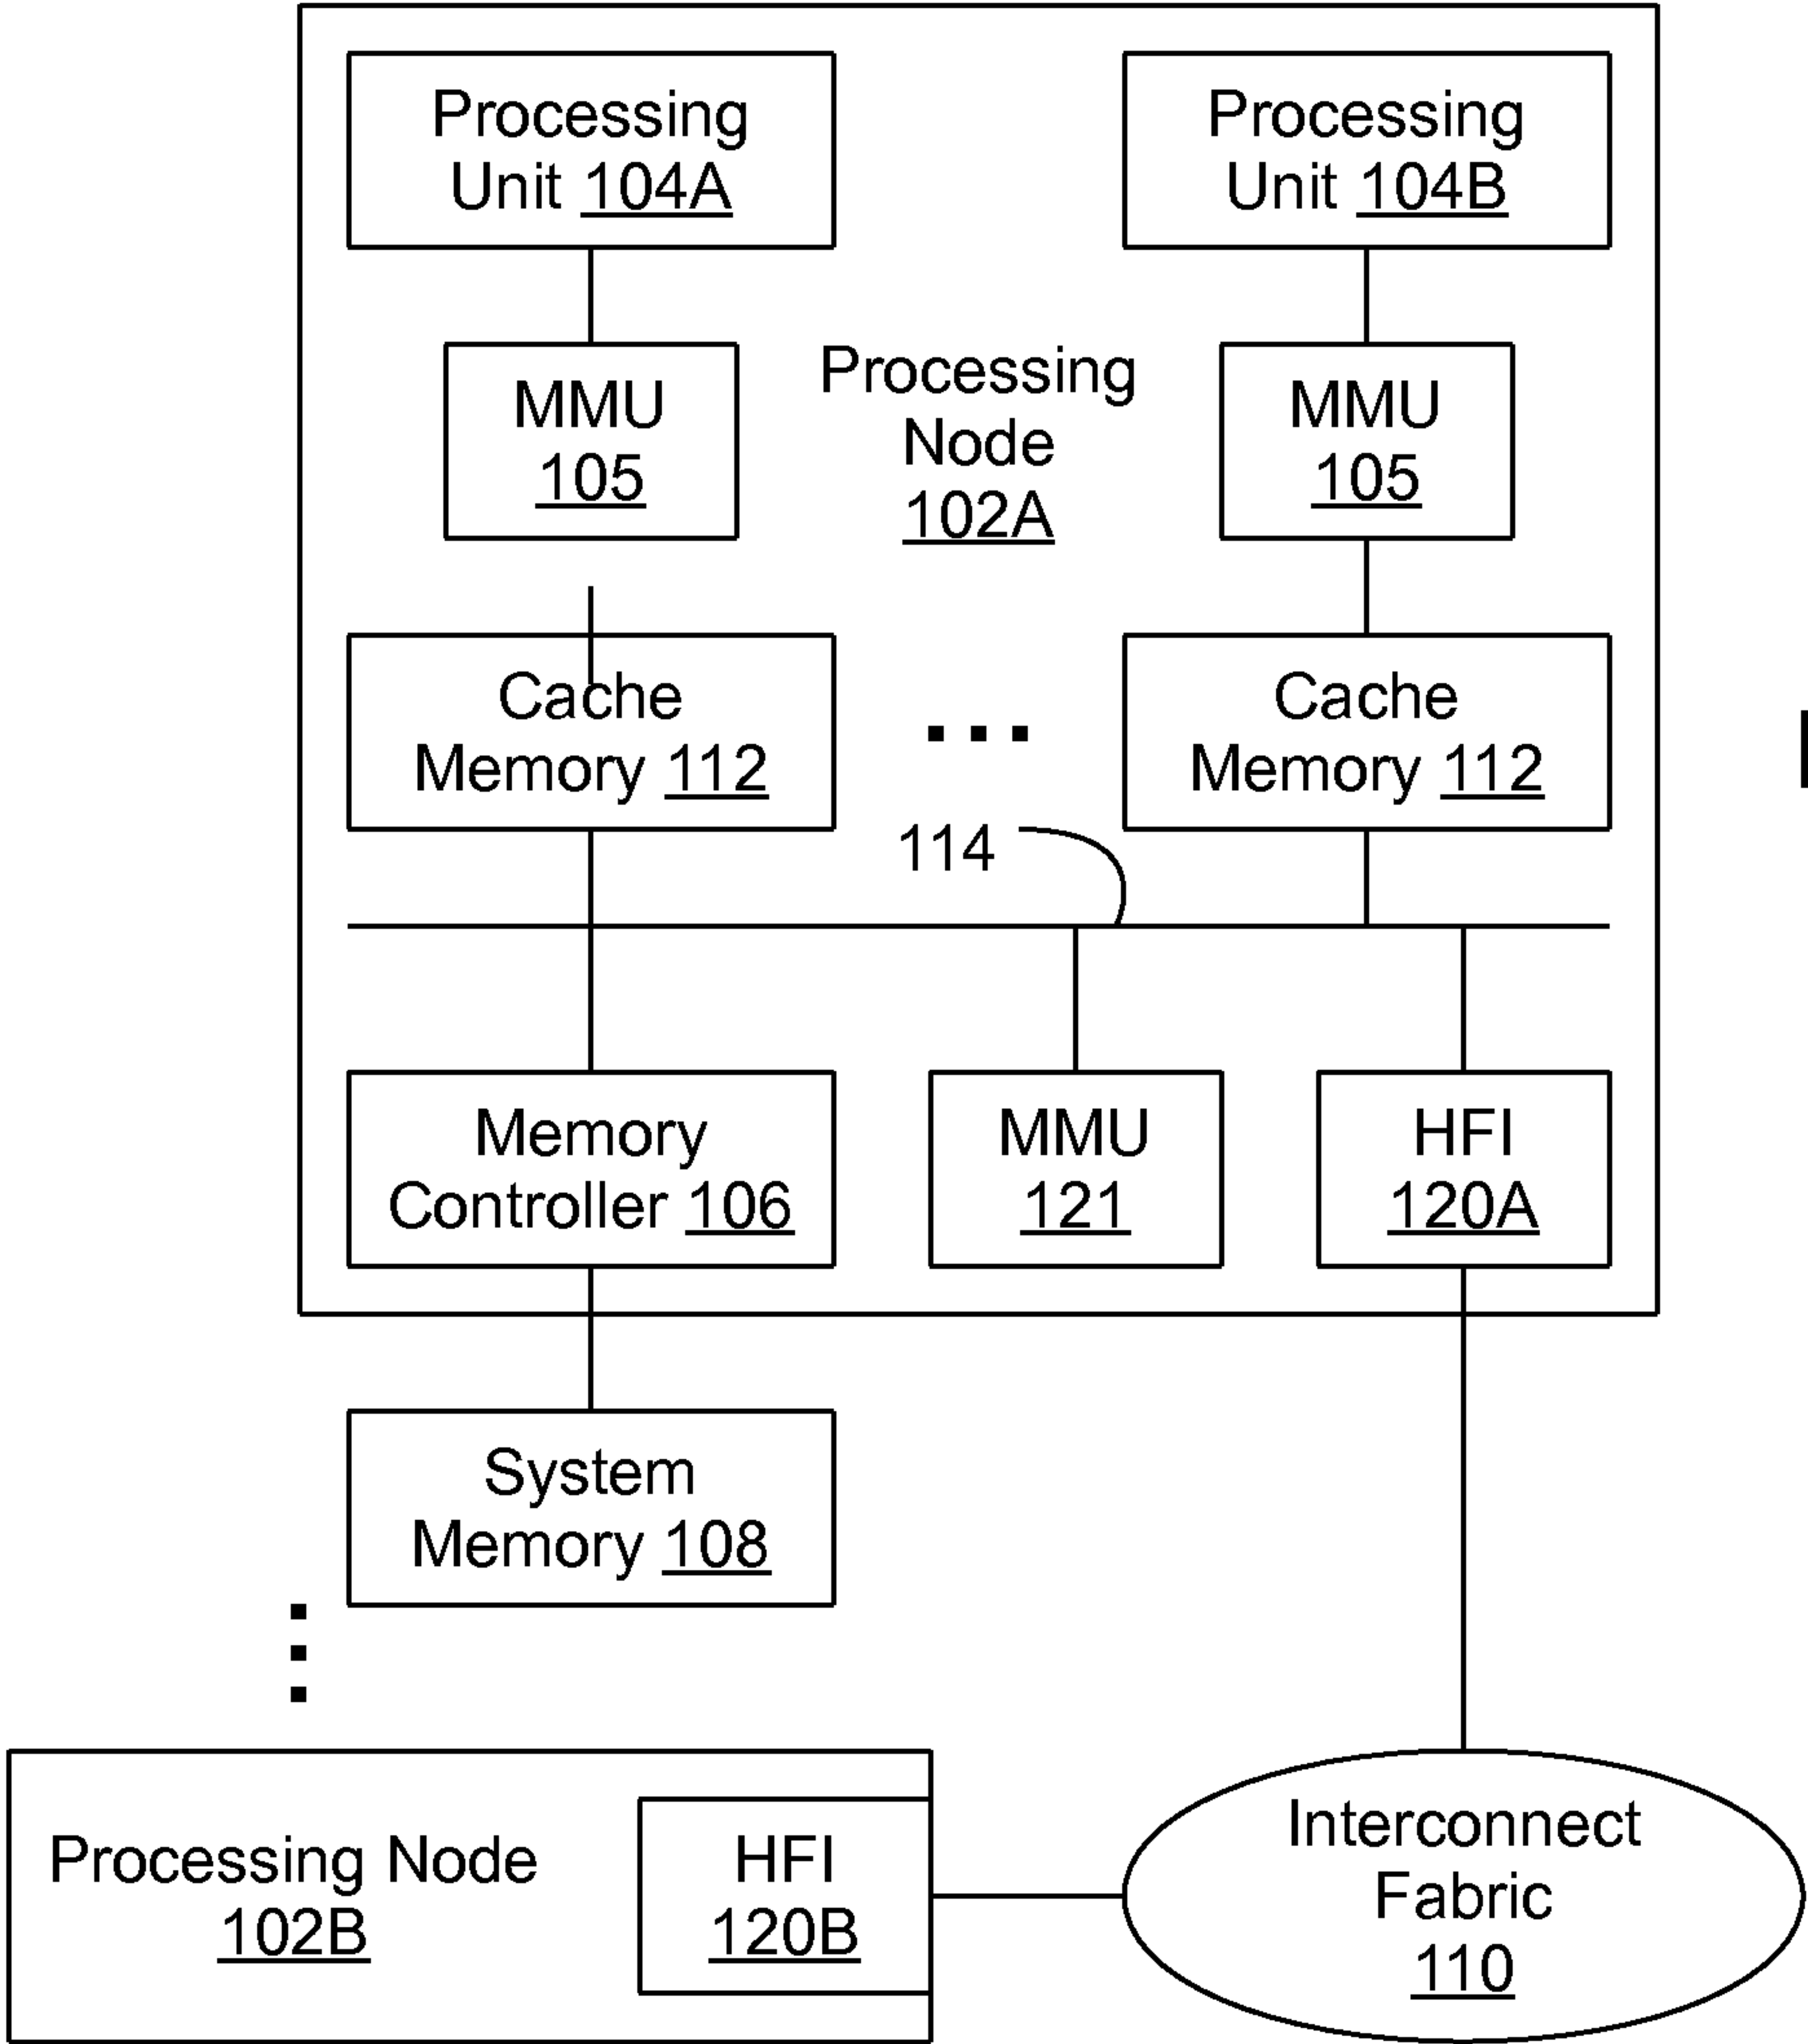 Processing
Unit 104A
Processing
Unit 104B
MMU
105
Processing
Node
102A
MMU
105
Cache
Memory 112
...
Cache
Memory 112
114
Memory
Controller 106
MMU
121
HFI
120A
System
Memory 108
Processing Node
102B
HFI
120B
Interconnect
Fabric
110